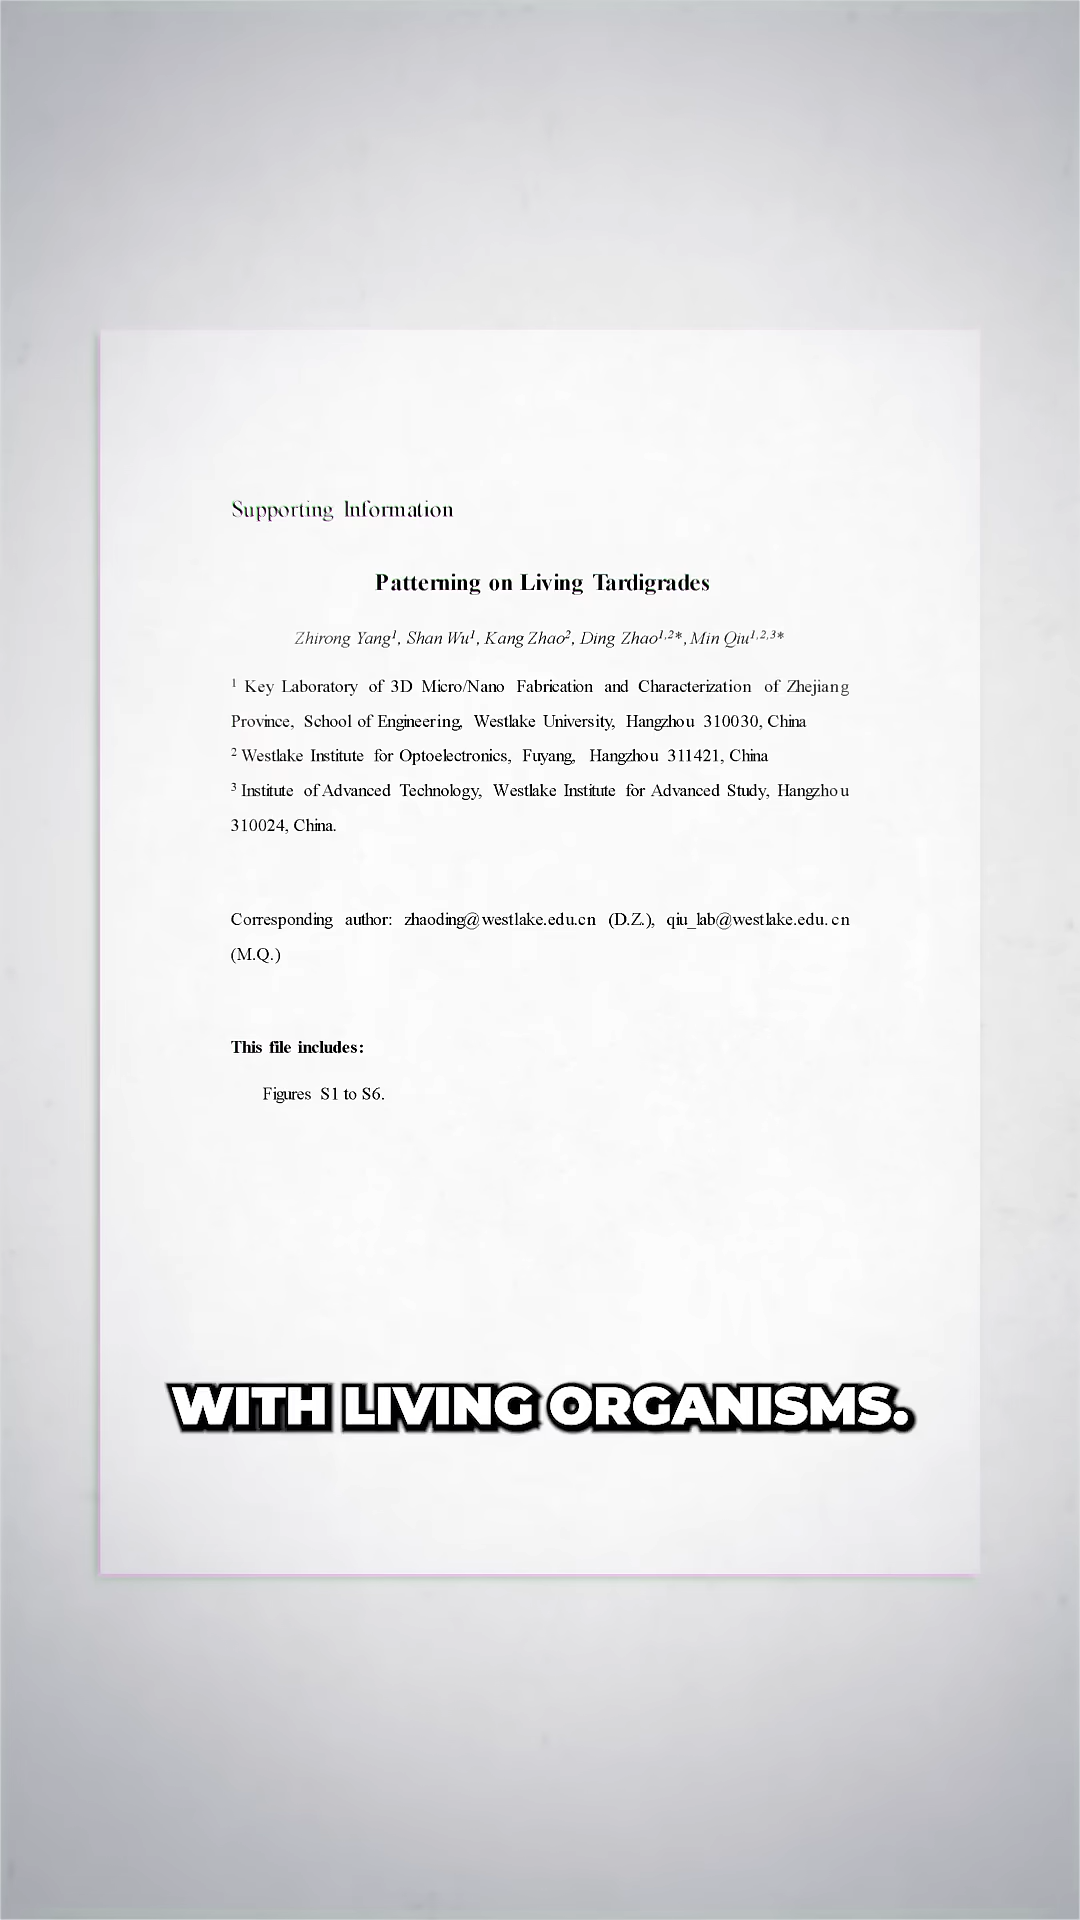 Supporting Information
Patterning on Living Tardigrades
Zhirong Yang¹, Shan Wu¹, Kang Zhao², Ding Zhao¹,²*, Min Qiu¹,²,³*
¹ Key Laboratory of 3D Micro/Nano Fabrication and Characterization of Zhejiang
Province, School of Engineering, Westlake University, Hangzhou 310030, China
² Westlake Institute for Optoelectronics, Fuyang, Hangzhou 311421, China
³ Institute of Advanced Technology, Westlake Institute for Advanced Study, Hangzhou
310024, China.
Corresponding author: zhaoding@westlake.edu.cn (D.Z.), qiu_lab@westlake.edu.cn
(M.Q.)
This file includes:
Figures S1 to S6.
WITH LIVING ORGANISMS.